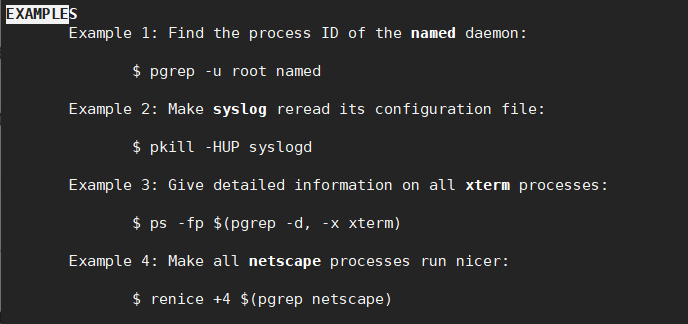 EXAMPLES
Example 1: Find the process ID of the named daemon:
$ pgrep -u root named
Example 2: Make syslog reread its configuration file:
$ pkill -HUP syslogd
Example 3: Give detailed information on all xterm processes:
$ ps -fp $(pgrep -d, -x xterm)
Example 4: Make all netscape processes run nicer:
$ renice +4 $(pgrep netscape)